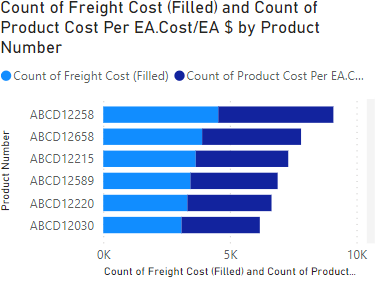 Count of Freight Cost (Filled) and Count of
Product Cost Per EA.Cost/EA $ by Product
Number
Count of Freight Cost (Filled) Count of Product Cost Per EA.C...
ABCD12258
ABCD12658
ABCD12215
ABCD12589
ABCD12220
ABCD12030
Product Number
0K 5K 10K
Count of Freight Cost (Filled) and Count of Product...